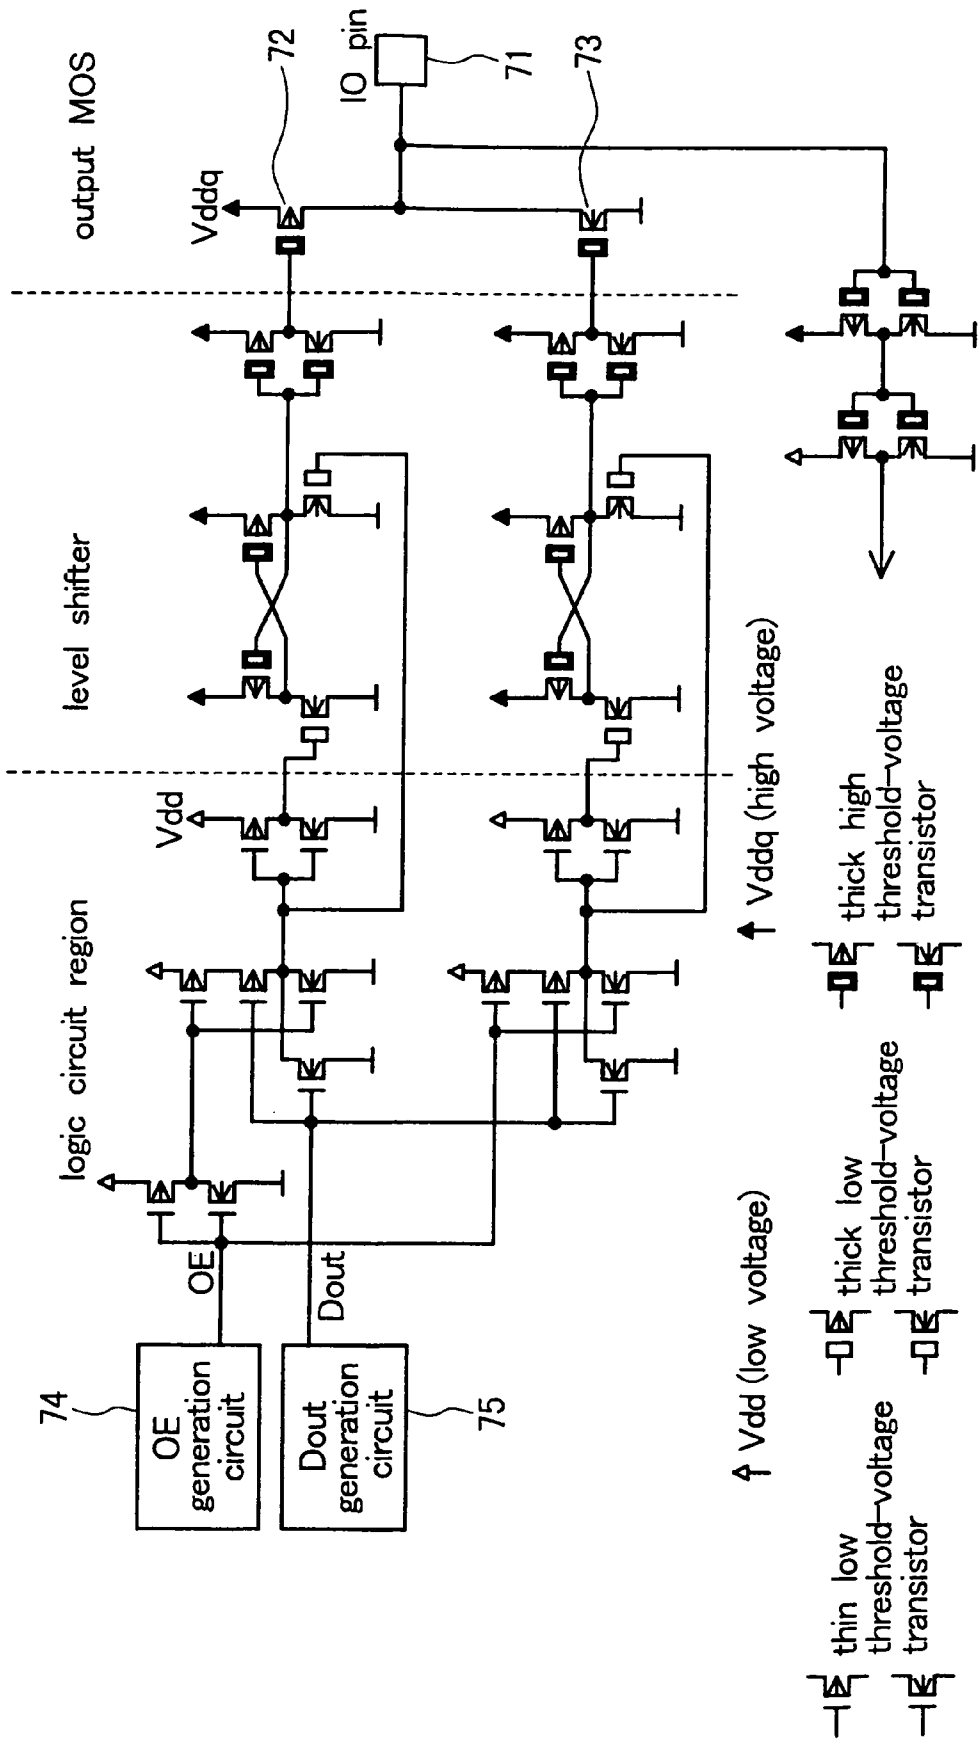 logic circuit region
level shifter
output MOS
74
OE
generation
circuit
OE
Dout
generation
circuit
75
Dout
Vdd
Vddq
72
IO pin
71
73
Vdd (low voltage)
Vddq (high voltage)
thin low
threshold-voltage
transistor
thick low
threshold-voltage
transistor
thick high
threshold-voltage
transistor